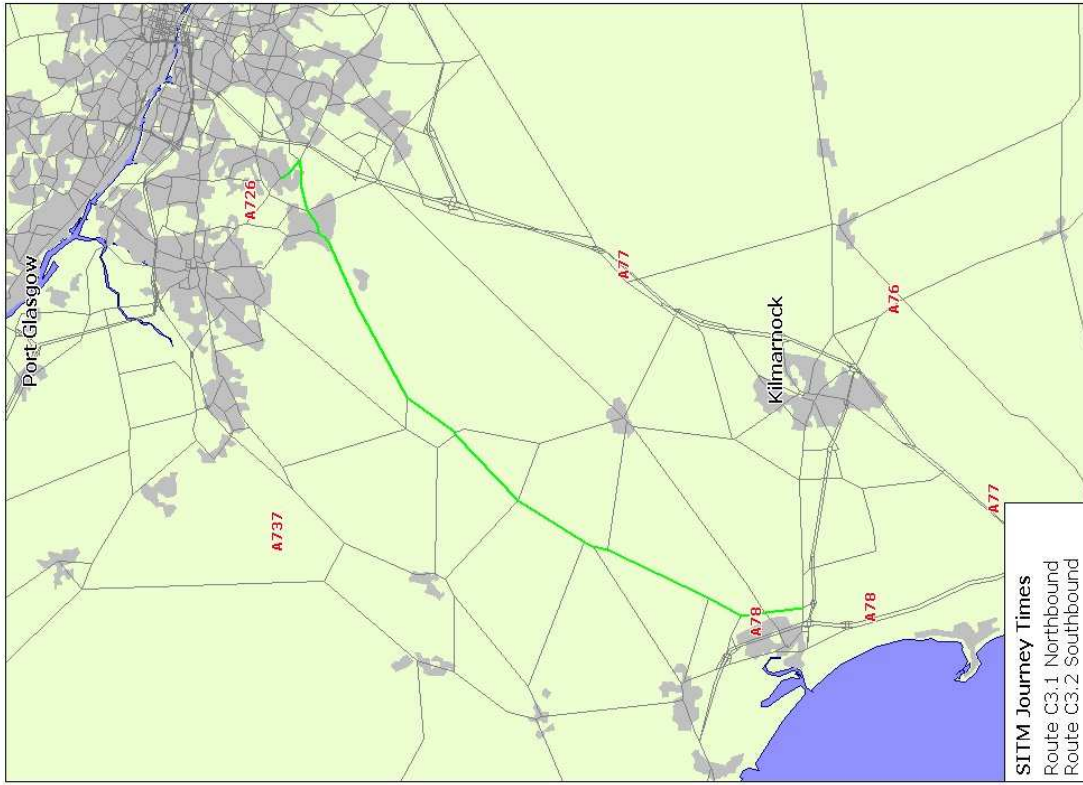 Port Glasgow
A726
A737
A77
A76
Kilmarnock
A78
A78
A77
SITM Journey Times
Route C3.1 Northbound
Route C3.2 Southbound